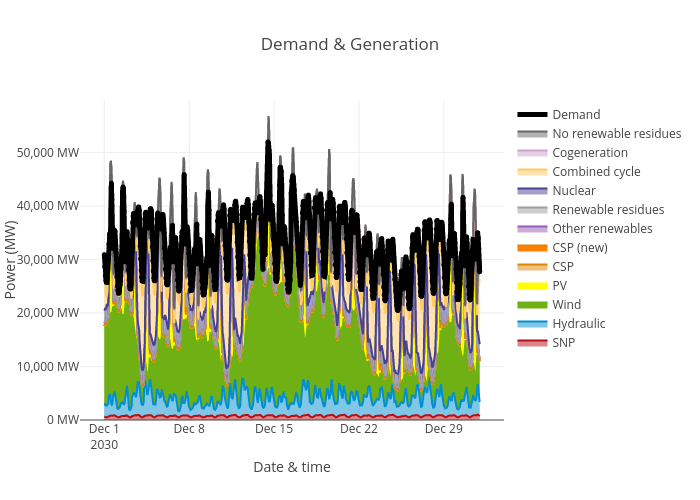 Demand & Generation
Power (MW)
50,000 MW
40,000 MW
30,000 MW
20,000 MW
10,000 MW
0 MW
Dec 1
2030
Dec 8
Dec 15
Dec 22
Dec 29
Date & time
Demand
No renewable residues
Cogeneration
Combined cycle
Nuclear
Renewable residues
Other renewables
CSP (new)
CSP
PV
Wind
Hydraulic
SNP